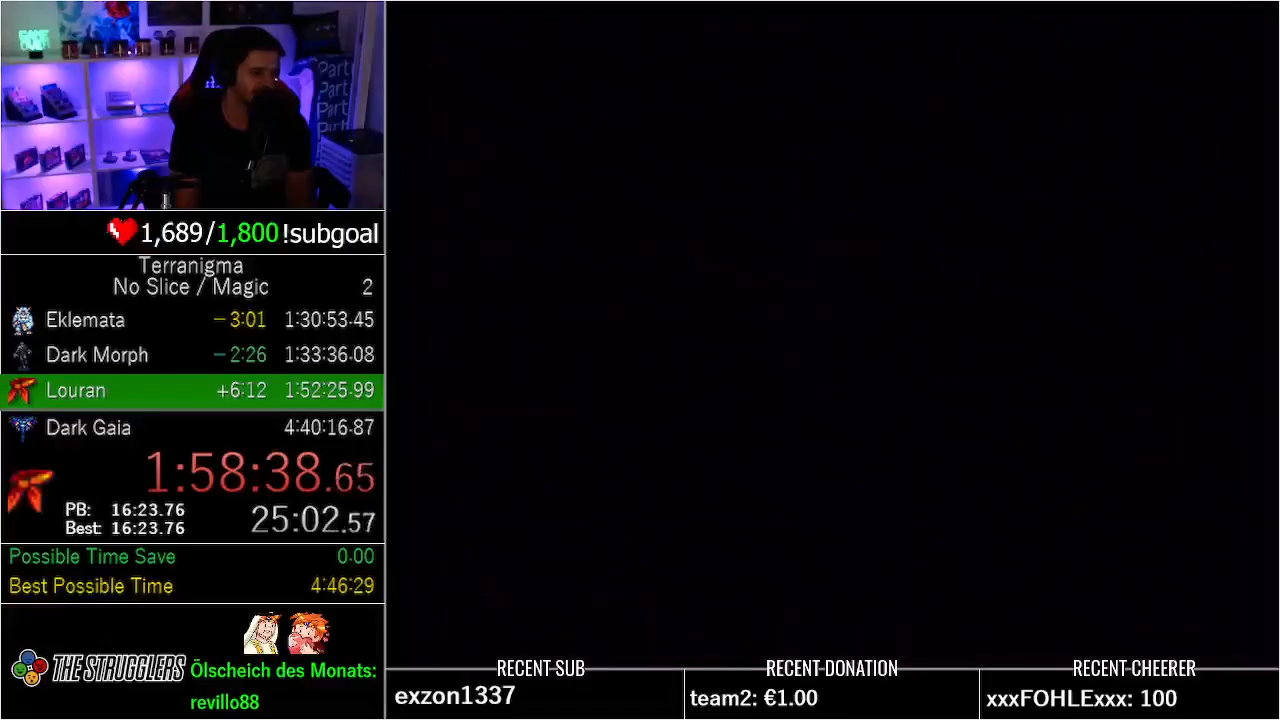 Part
Part
Part
1,689/1,800 !subgoal
Terranigma
No Slice / Magic 2
Eklemata -3:01 1:30:53.45
Dark Morph -2:26 1:33:36.08
Louran +6:12 1:52:25.99
Dark Gaia 4:40:16.87
1:58:38.65
PB: 16:23.76
Best: 16:23.76
25:02.57
Possible Time Save 0.00
Best Possible Time 4:46:29
THE STRUGGLERS
Ölscheich des Monats:
revillo88
RECENT SUB
exzon1337
RECENT DONATION
team2: €1.00
RECENT CHEERER
xxxFOHLExxx: 100